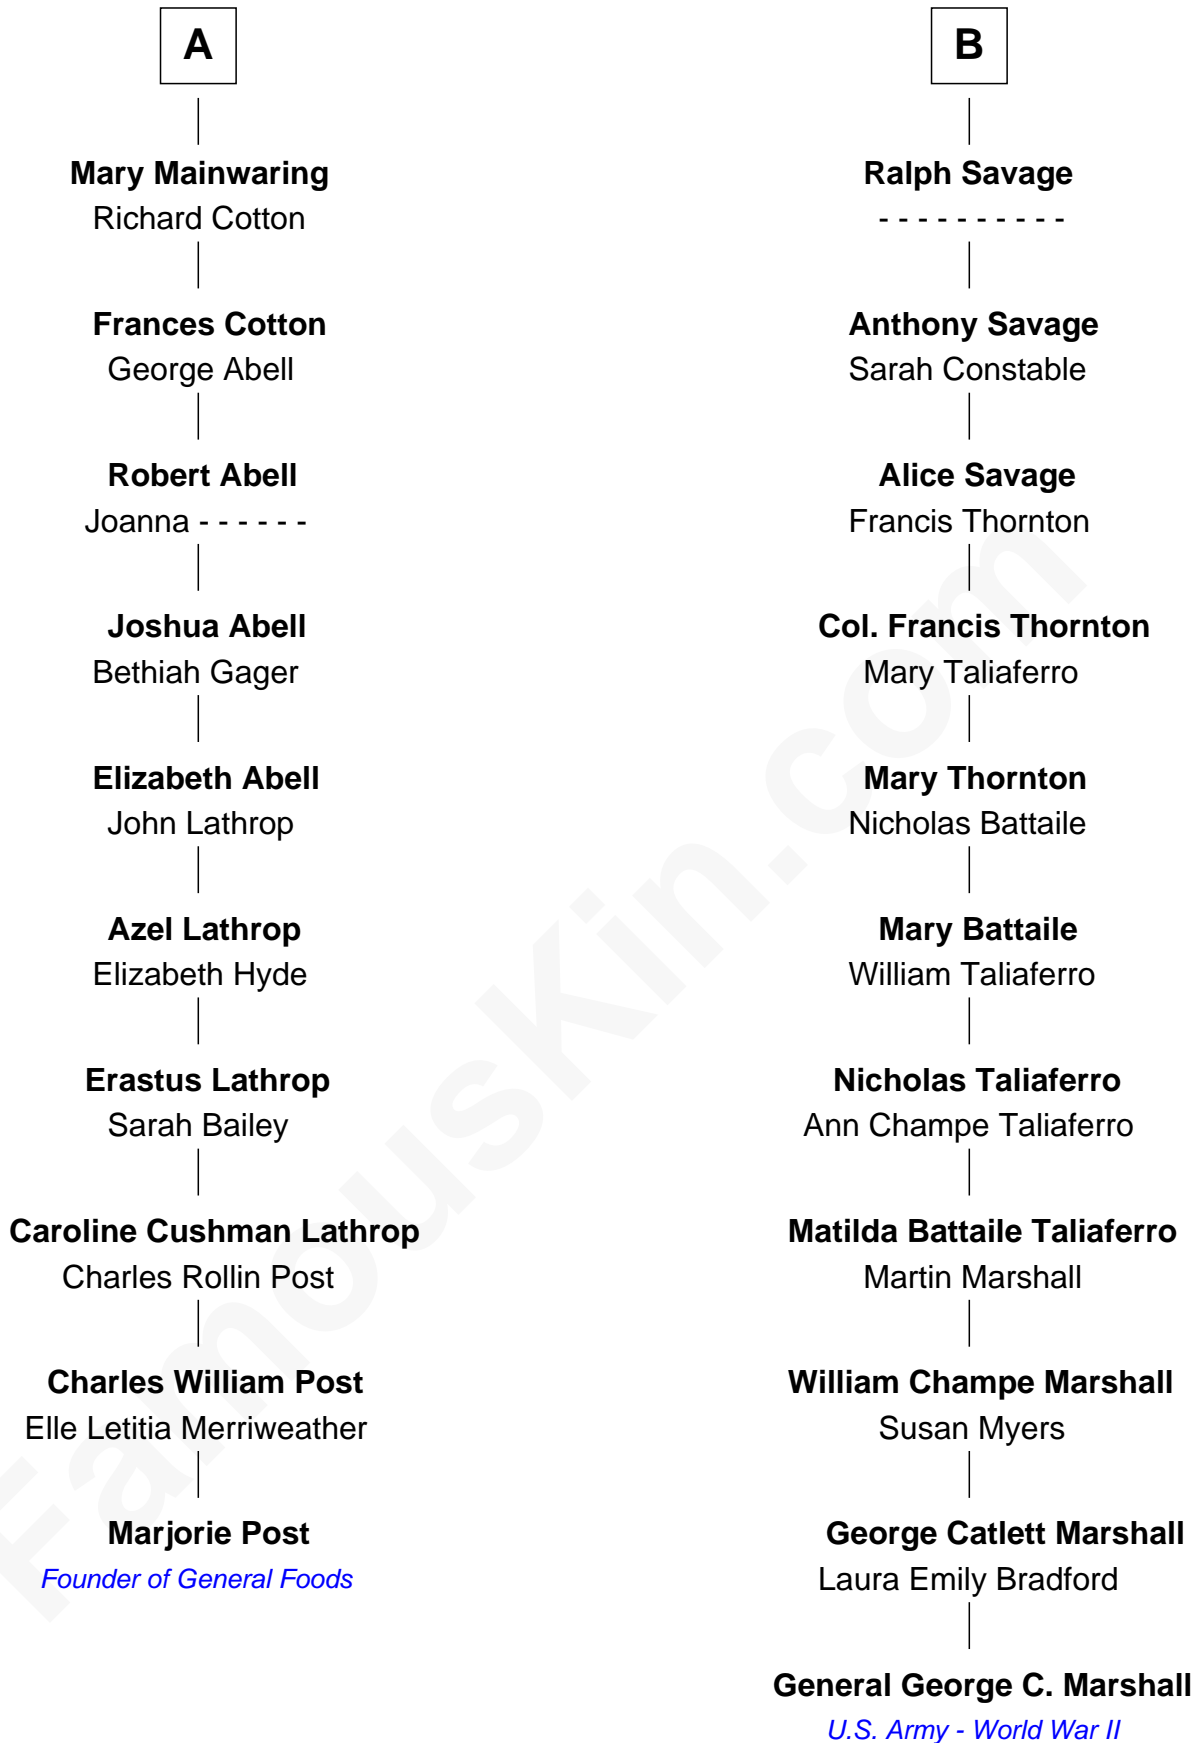 A
Mary Mainwaring
Richard Cotton
Frances Cotton
George Abell
Robert Abell
Joanna - - - - - -
Joshua Abell
Bethiah Gager
Elizabeth Abell
John Lathrop
Azel Lathrop
Elizabeth Hyde
Erastus Lathrop
Sarah Bailey
Caroline Cushman Lathrop
Charles Rollin Post
Charles William Post
Elle Letitia Merriweather
Marjorie Post
Founder of General Foods
B
Ralph Savage
- - - - - - - - - -
Anthony Savage
Sarah Constable
Alice Savage
Francis Thornton
Col. Francis Thornton
Mary Taliaferro
Mary Thornton
Nicholas Battaile
Mary Battaile
William Taliaferro
Nicholas Taliaferro
Ann Champe Taliaferro
Matilda Battaile Taliaferro
Martin Marshall
William Champe Marshall
Susan Myers
George Catlett Marshall
Laura Emily Bradford
General George C. Marshall
U.S. Army - World War II
FamousKin.com